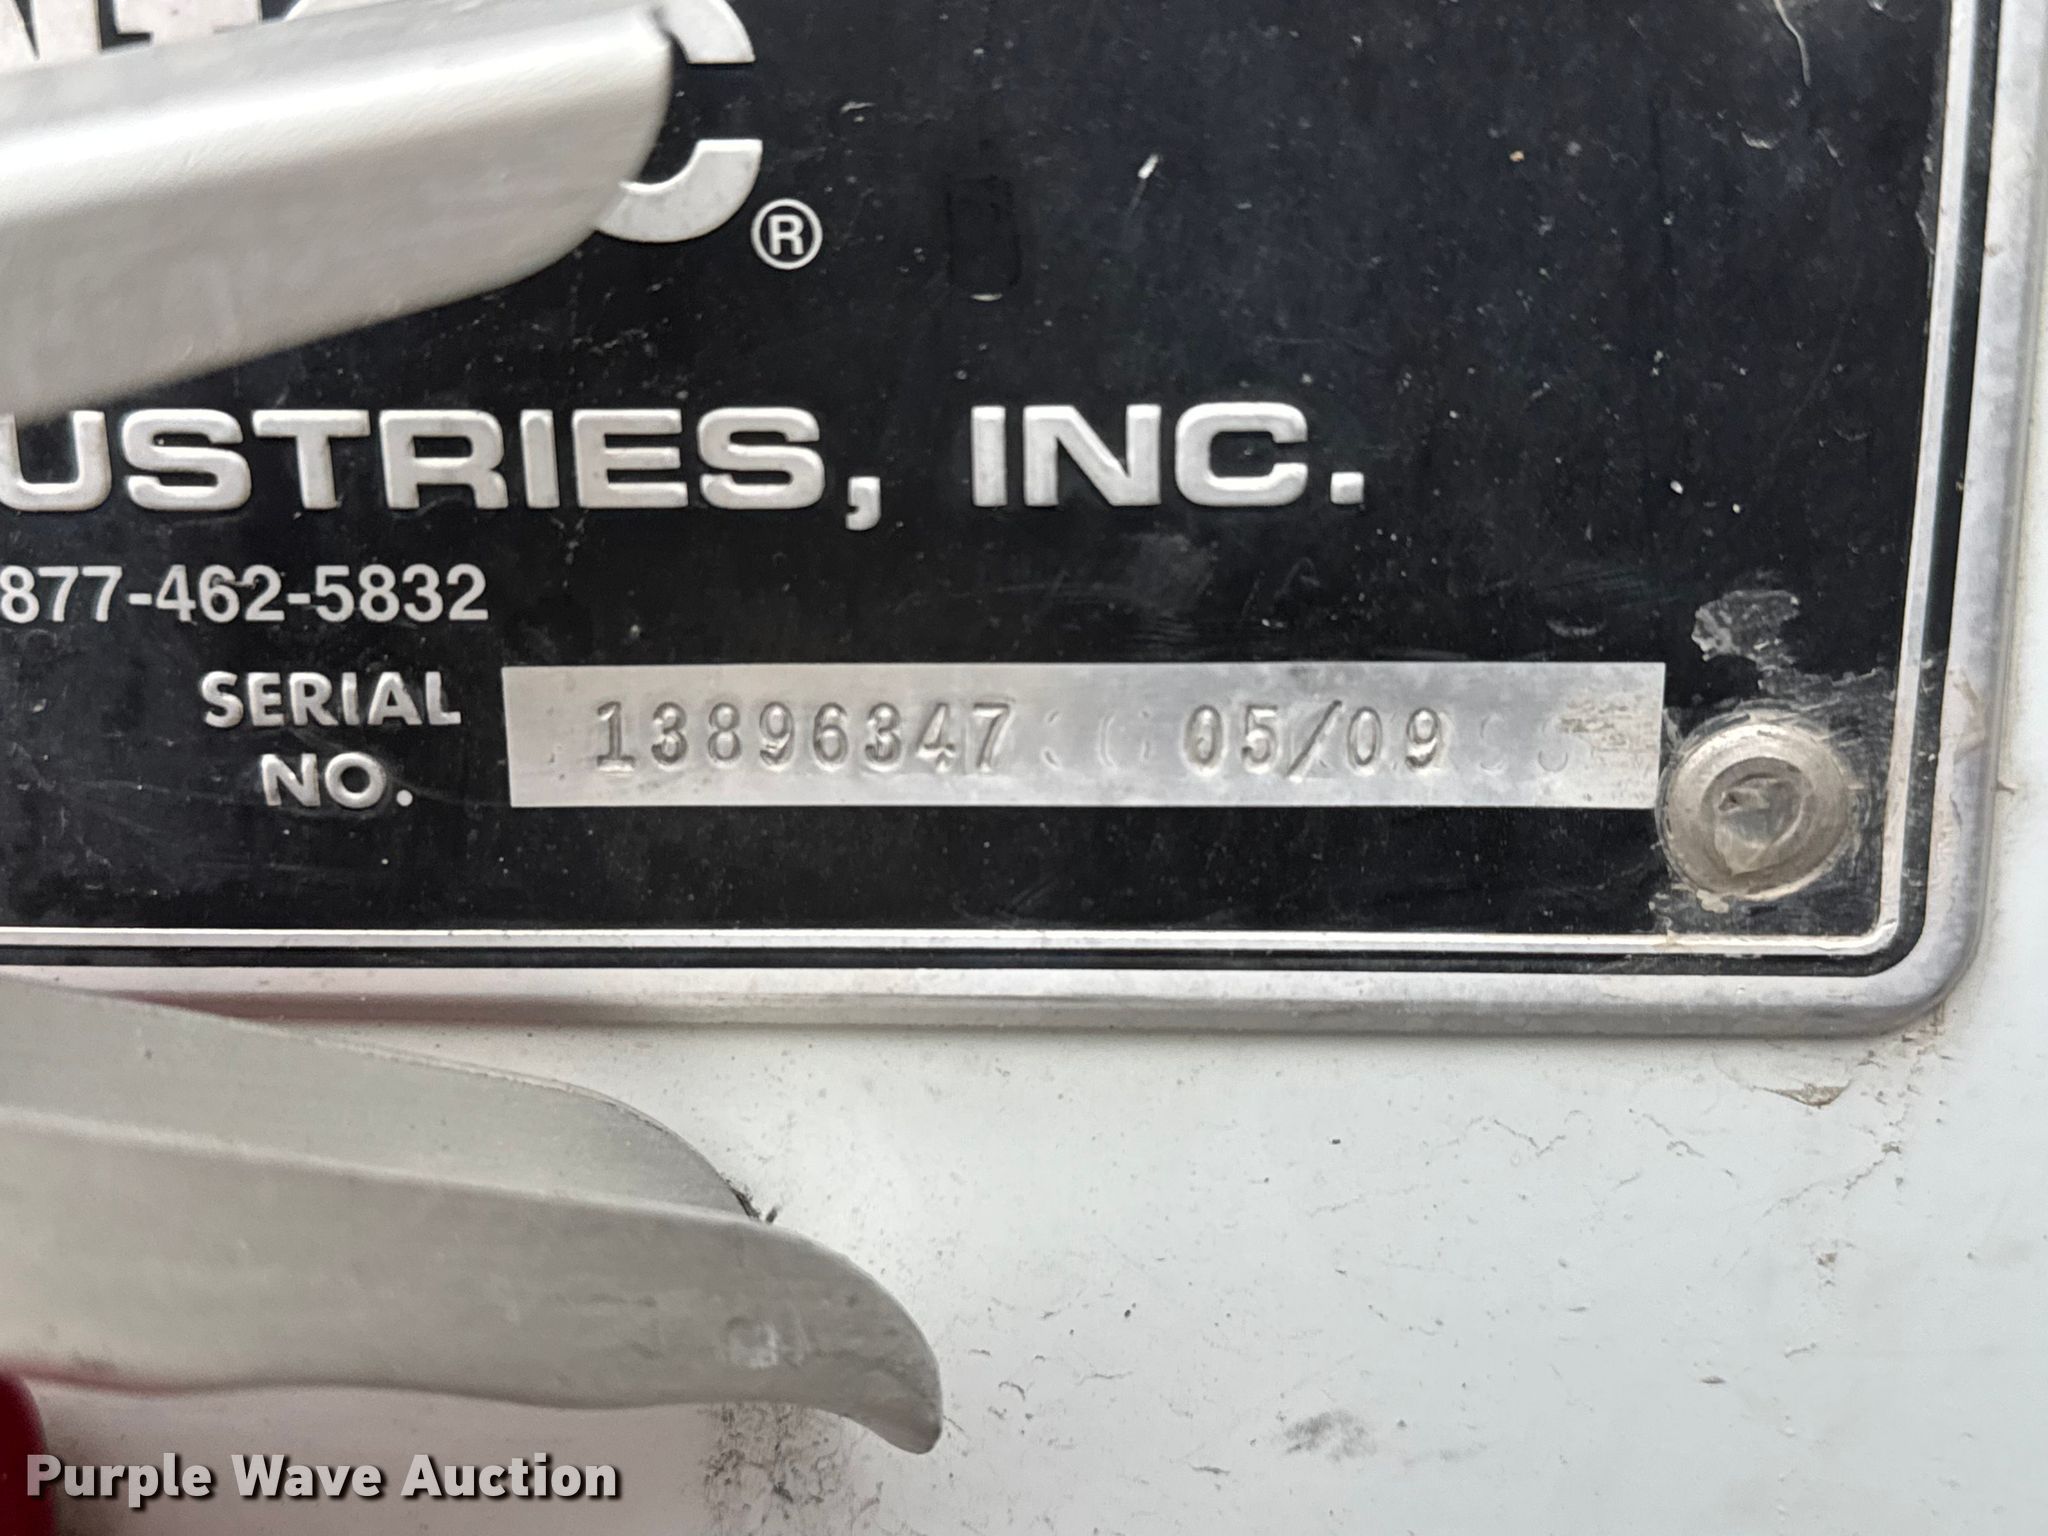 ®
USTRIES, INC.
877-462-5832
SERIAL
NO.
13896347 05/09
Purple Wave Auction